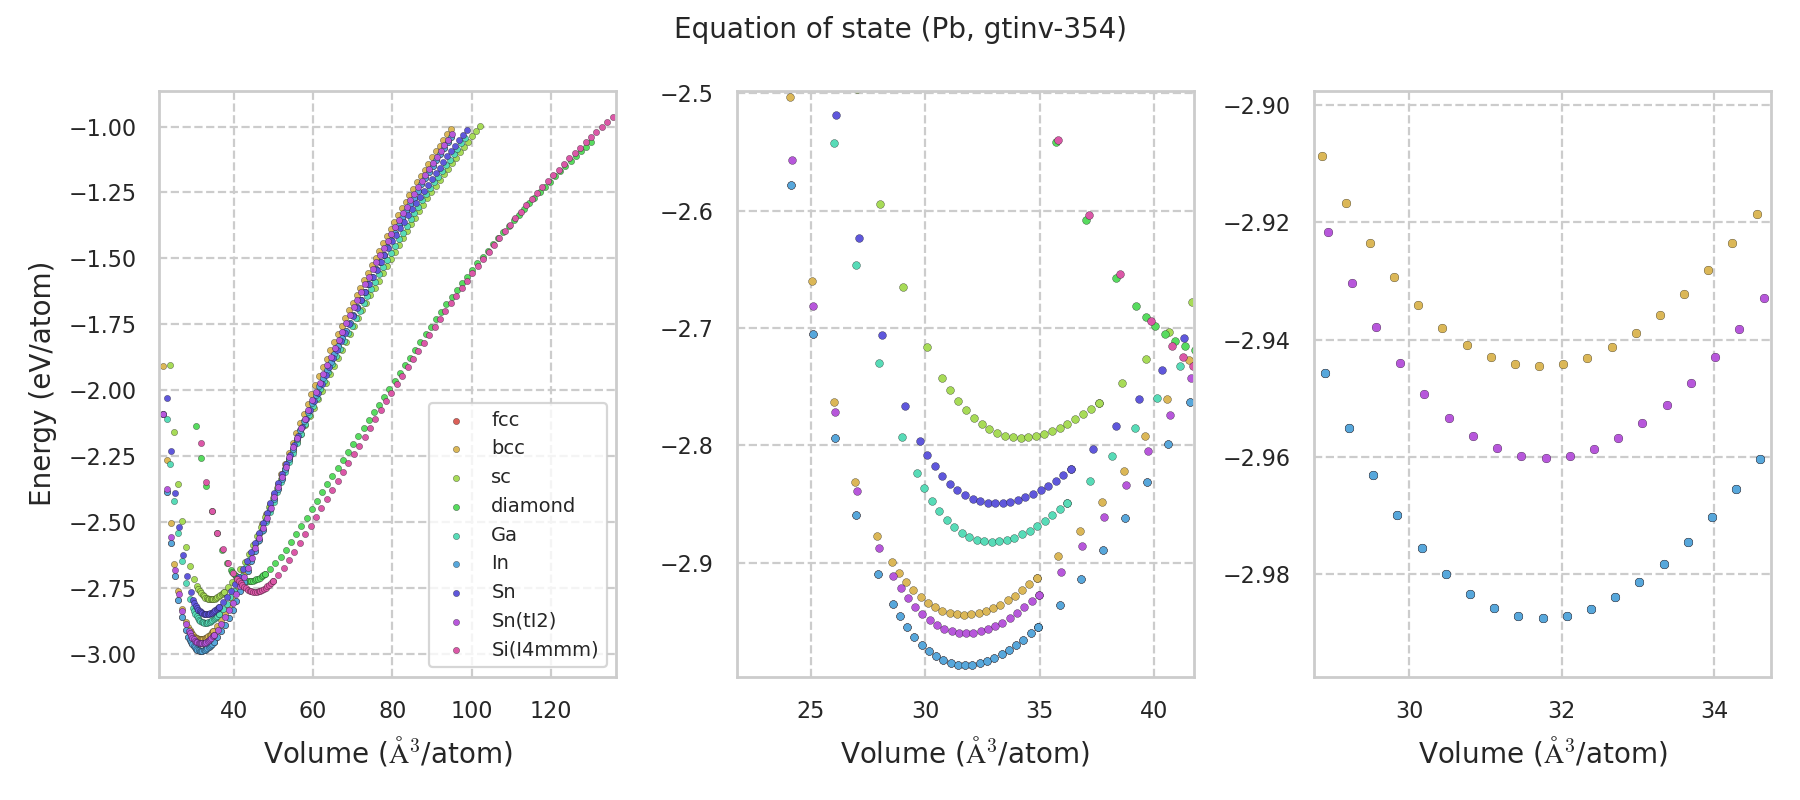 Equation of state (Pb, gtinv-354)
Energy (eV/atom)
−1.00
−1.25
−1.50
−1.75
−2.00
−2.25
−2.50
−2.75
−3.00
40 60 80 100 120
Volume (Å³/atom)
fcc
bcc
sc
diamond
Ga
In
Sn
Sn(tI2)
Si(I4mmm)
−2.5
−2.6
−2.7
−2.8
−2.9
25 30 35 40
Volume (Å³/atom)
−2.90
−2.92
−2.94
−2.96
−2.98
30 32 34
Volume (Å³/atom)